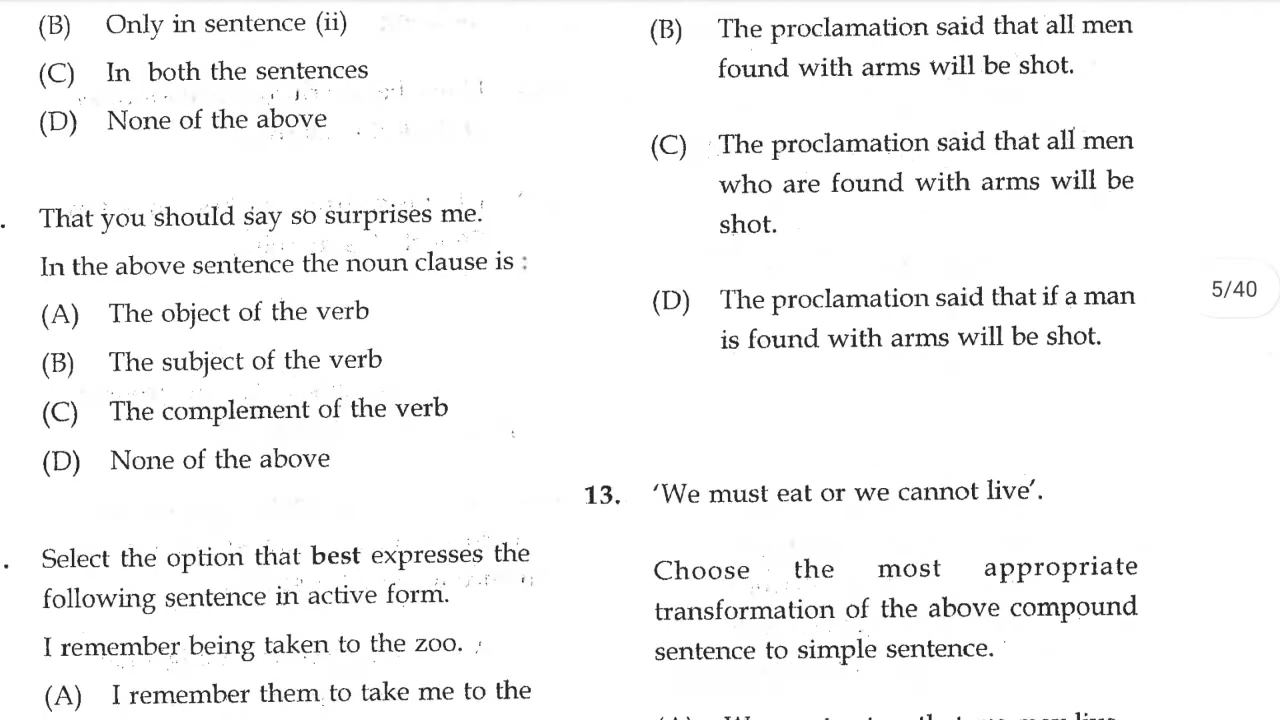 (B) Only in sentence (ii)
(C) In both the sentences
(D) None of the above
. That you should say so surprises me.
In the above sentence the noun clause is :
(A) The object of the verb
(B) The subject of the verb
(C) The complement of the verb
(D) None of the above
. Select the option that best expresses the
following sentence in active form.
I remember being taken to the zoo.
(A) I remember them to take me to the
(B) The proclamation said that all men
found with arms will be shot.
(C) The proclamation said that all men
who are found with arms will be
shot.
(D) The proclamation said that if a man
is found with arms will be shot.
13. ‘We must eat or we cannot live’.
Choose the most appropriate
transformation of the above compound
sentence to simple sentence.
5/40